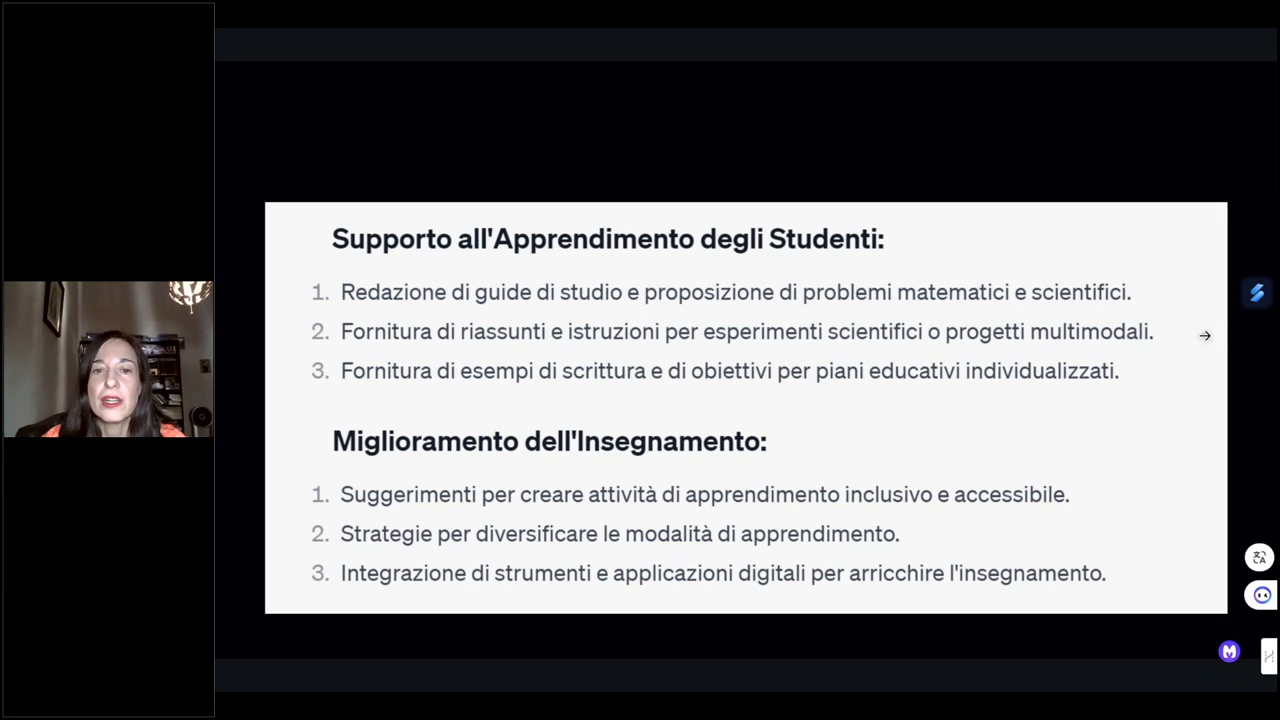 Supporto all'Apprendimento degli Studenti:
1. Redazione di guide di studio e proposizione di problemi matematici e scientifici.
2. Fornitura di riassunti e istruzioni per esperimenti scientifici o progetti multimodali.
3. Fornitura di esempi di scrittura e di obiettivi per piani educativi individualizzati.
Miglioramento dell'Insegnamento:
1. Suggerimenti per creare attività di apprendimento inclusivo e accessibile.
2. Strategie per diversificare le modalità di apprendimento.
3. Integrazione di strumenti e applicazioni digitali per arricchire l'insegnamento.